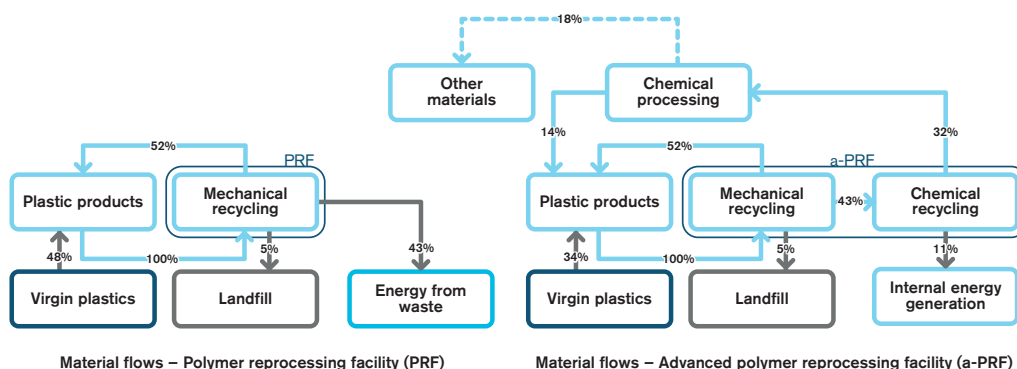 18%
Other
materials
Chemical
processing
14%
32%
52%
PRF
52%
a-PRF
Plastic products
Mechanical
recycling
Plastic products
Mechanical
recycling
43%
Chemical
recycling
48%
100%
5%
43%
34%
100%
5%
11%
Virgin plastics
Landfill
Energy from
waste
Virgin plastics
Landfill
Internal energy
generation
Material flows – Polymer reprocessing facility (PRF)
Material flows – Advanced polymer reprocessing facility (a-PRF)